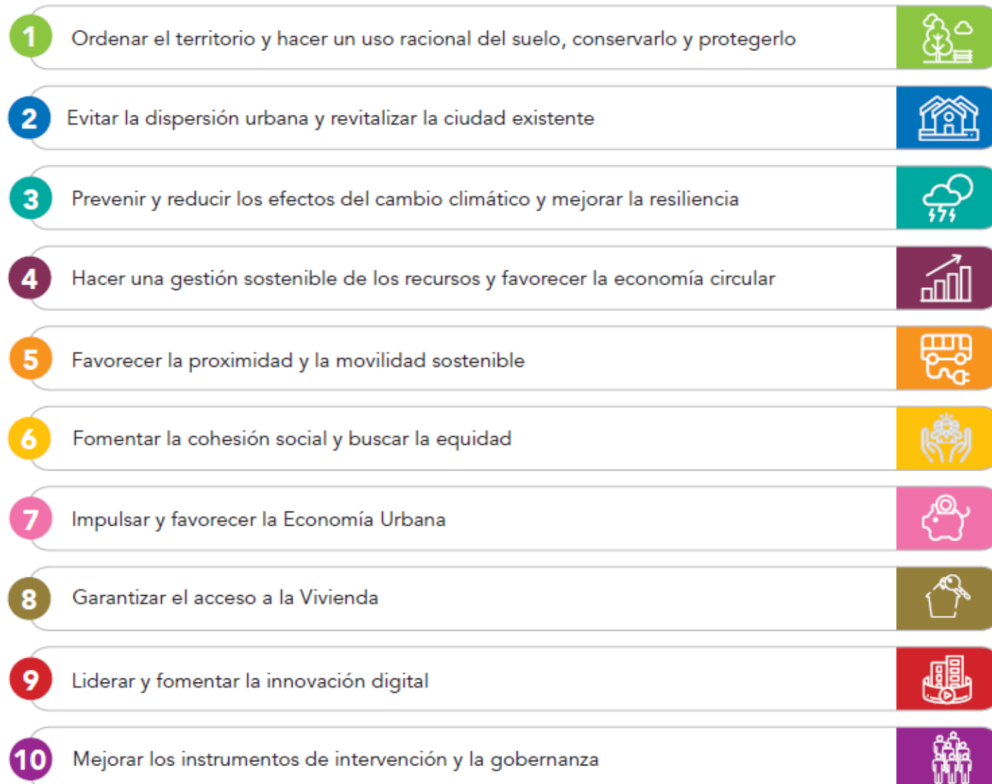 1 Ordenar el territorio y hacer un uso racional del suelo, conservarlo y protegerlo
2 Evitar la dispersión urbana y revitalizar la ciudad existente
3 Prevenir y reducir los efectos del cambio climático y mejorar la resiliencia
4 Hacer una gestión sostenible de los recursos y favorecer la economía circular
5 Favorecer la proximidad y la movilidad sostenible
6 Fomentar la cohesión social y buscar la equidad
7 Impulsar y favorecer la Economía Urbana
8 Garantizar el acceso a la Vivienda
9 Liderar y fomentar la innovación digital
10 Mejorar los instrumentos de intervención y la gobernanza